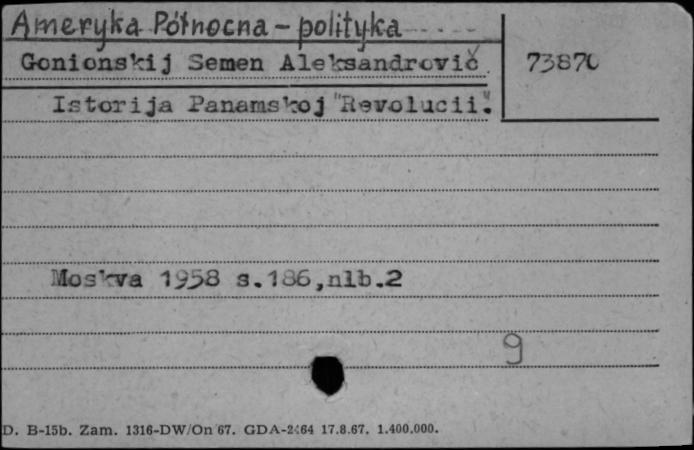 Ameryka Północna - polityka
Gonionskij Semen Aleksandrovič
73870
Istorija Panamskoj "Revolucii".
Moskva 1958 s.186,nlb.2
9
D. B-15b. Zam. 1316-DW/On 67. GDA-2464 17.8.67. 1.400.000.